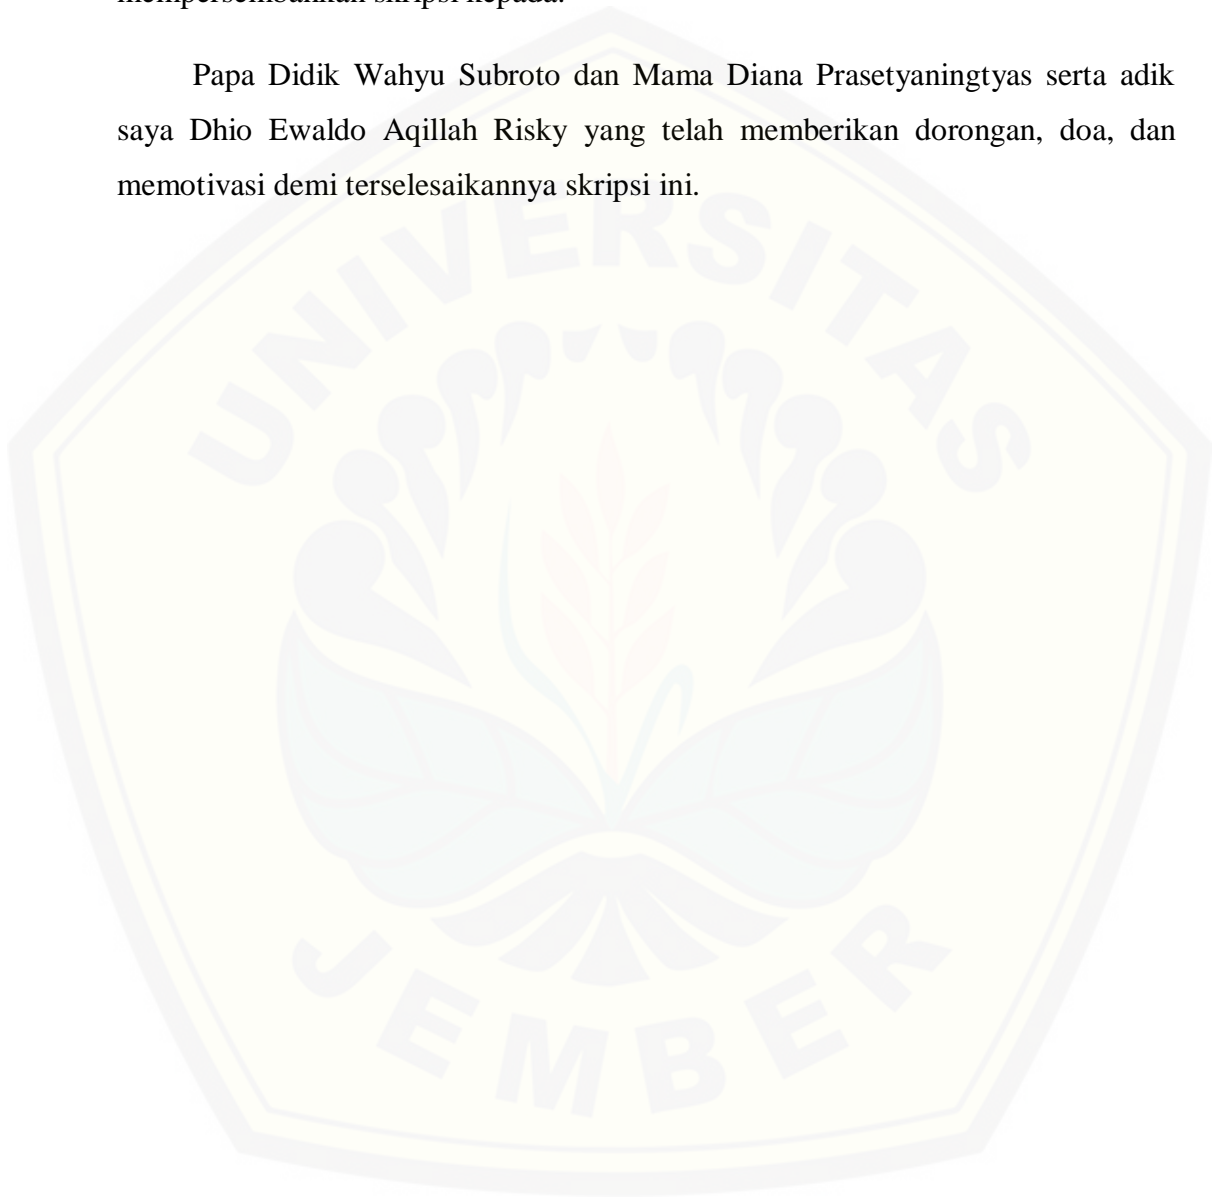 mempersembahkan skripsi kepada:
Papa Didik Wahyu Subroto dan Mama Diana Prasetyaningtyas serta adik
saya Dhio Ewaldo Aqillah Risky yang telah memberikan dorongan, doa, dan
memotivasi demi terselesaikannya skripsi ini.
UNIVERSITAS
JEMBER